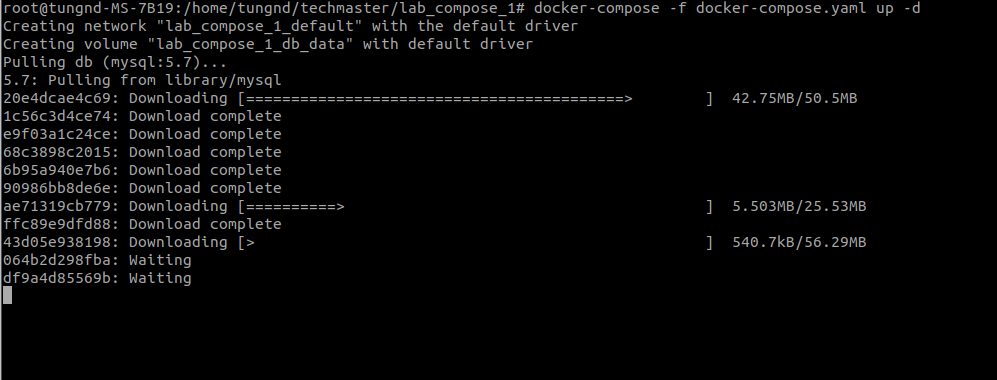 root@tungnd-MS-7B19:/home/tungnd/techmaster/lab_compose_1# docker-compose -f docker-compose.yaml up -d
Creating network "lab_compose_1_default" with the default driver
Creating volume "lab_compose_1_db_data" with default driver
Pulling db (mysql:5.7)...
5.7: Pulling from library/mysql
20e4dcae4c69: Downloading [==========================================>        ]  42.75MB/50.5MB
1c56c3d4ce74: Download complete
e9f03a1c24ce: Download complete
68c3898c2015: Download complete
6b95a940e7b6: Download complete
90986bb8de6e: Download complete
ae71319cb779: Downloading [==========>                                        ]  5.503MB/25.53MB
ffc89e9dfd88: Download complete
43d05e938198: Downloading [>                                                  ]  540.7kB/56.29MB
064b2d298fba: Waiting
df9a4d85569b: Waiting